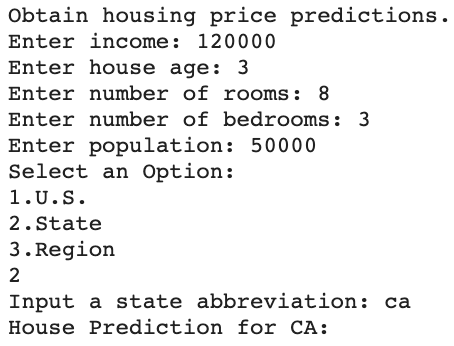 Obtain housing price predictions.
Enter income: 120000
Enter house age: 3
Enter number of rooms: 8
Enter number of bedrooms: 3
Enter population: 50000
Select an Option:
1.U.S.
2.State
3.Region
2
Input a state abbreviation: ca
House Prediction for CA: